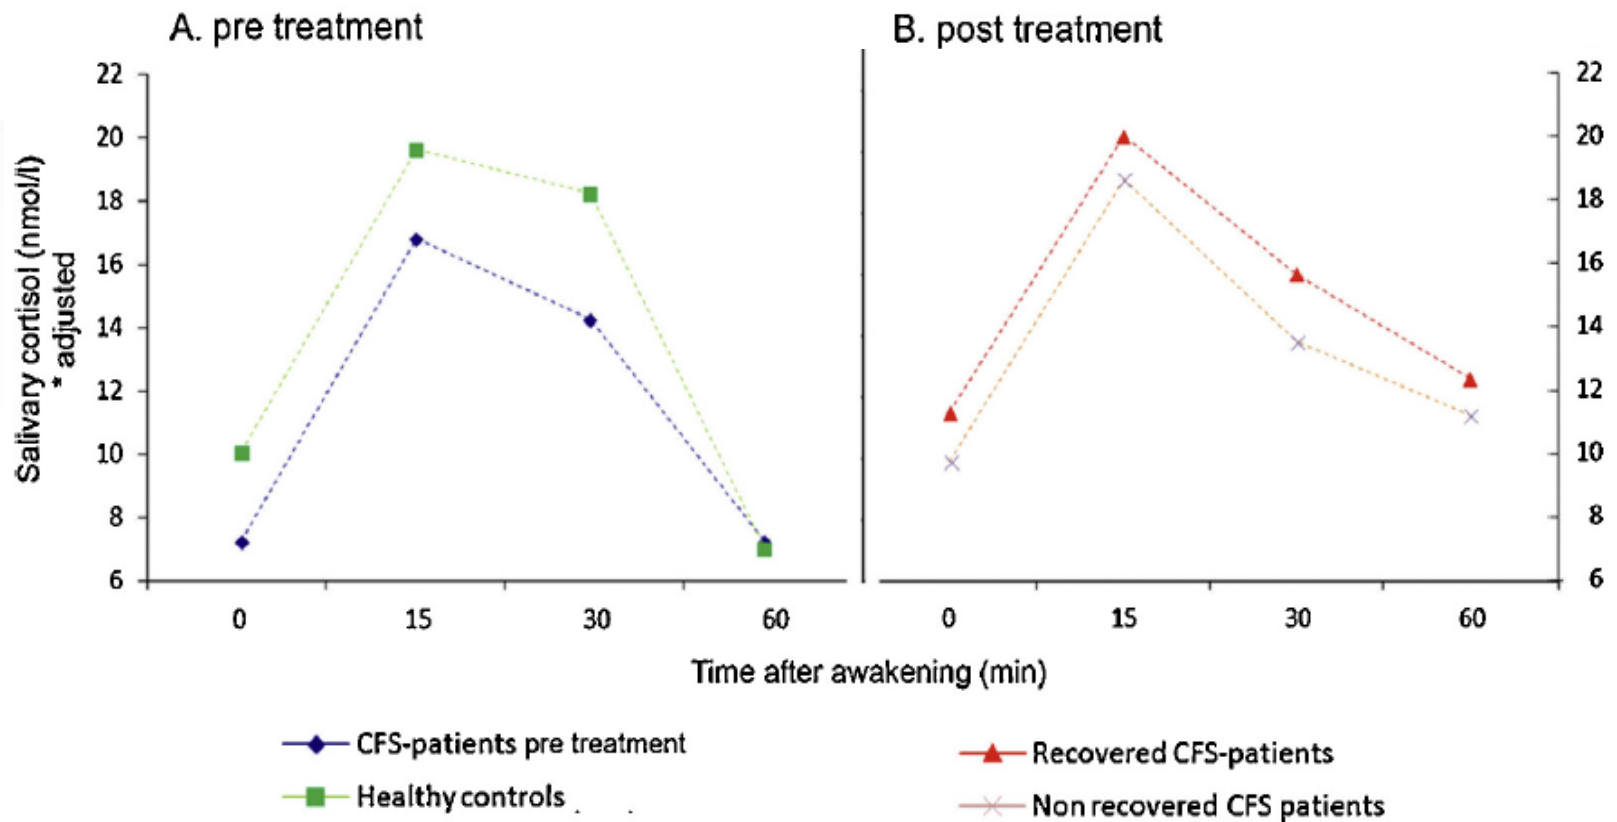 A. pre treatment
B. post treatment
Salivary cortisol (nmol/l)
* adjusted
22
20
18
16
14
12
10
8
6
0 15 30 60
22
20
18
16
14
12
10
8
6
0 15 30 60
Time after awakening (min)
CFS-patients pre treatment
Healthy controls
Recovered CFS-patients
Non recovered CFS patients